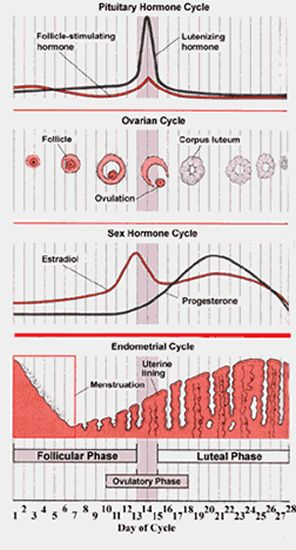 Pituitary Hormone Cycle
Follicle-stimulating
hormone
Lutenizing
hormone
Ovarian Cycle
Follicle
Corpus luteum
Ovulation
Sex Hormone Cycle
Estradiol
Progesterone
Endometrial Cycle
Uterine
lining
Menstruation
Follicular Phase
Luteal Phase
Ovulatory Phase
1 2 3 4 5 6 7 8 9 10 11 12 13 14 15 16 17 18 19 20 21 22 23 24 25 26 27 28
Day of Cycle